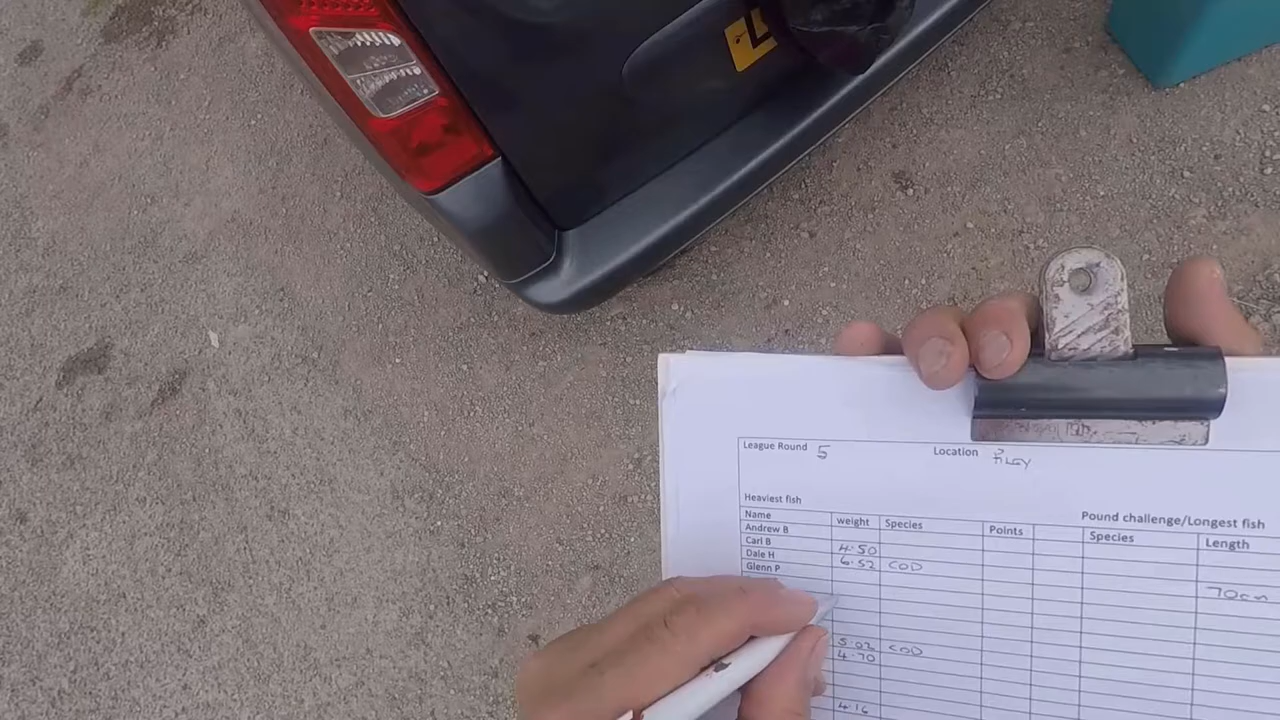 League Round 5 Location FILEY
Heaviest fish
Pound challenge/Longest fish
Name weight Species Points Species Length
Andrew B
Carl B 4.50
Dale H 6.52 COD
Glenn P
70cm
5.02 COD
4.70
4.16